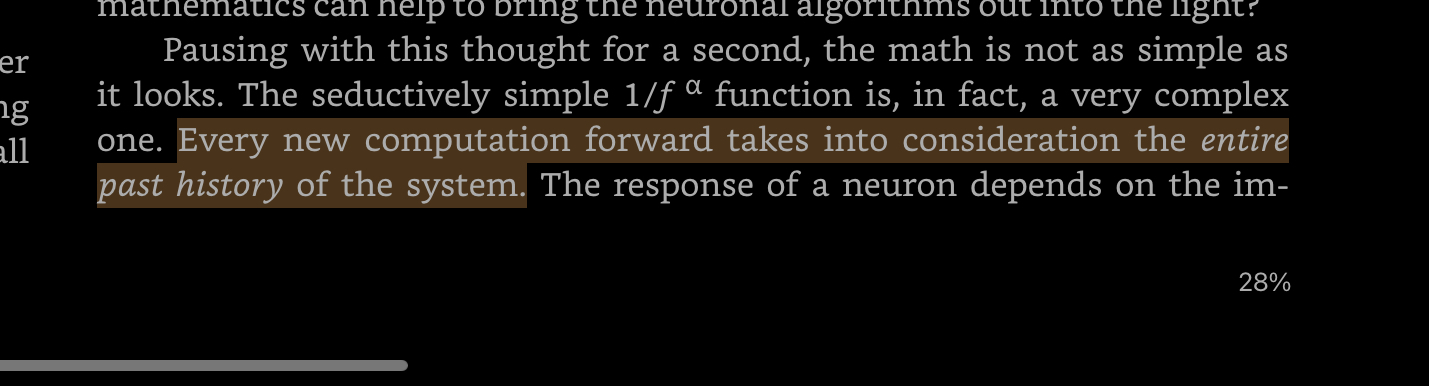 mathematics can help to bring the neuronal algorithms out into the light?
Pausing with this thought for a second, the math is not as simple as
it looks. The seductively simple 1/f α function is, in fact, a very complex
one. Every new computation forward takes into consideration the entire
past history of the system. The response of a neuron depends on the im-
er
ng
all
28%